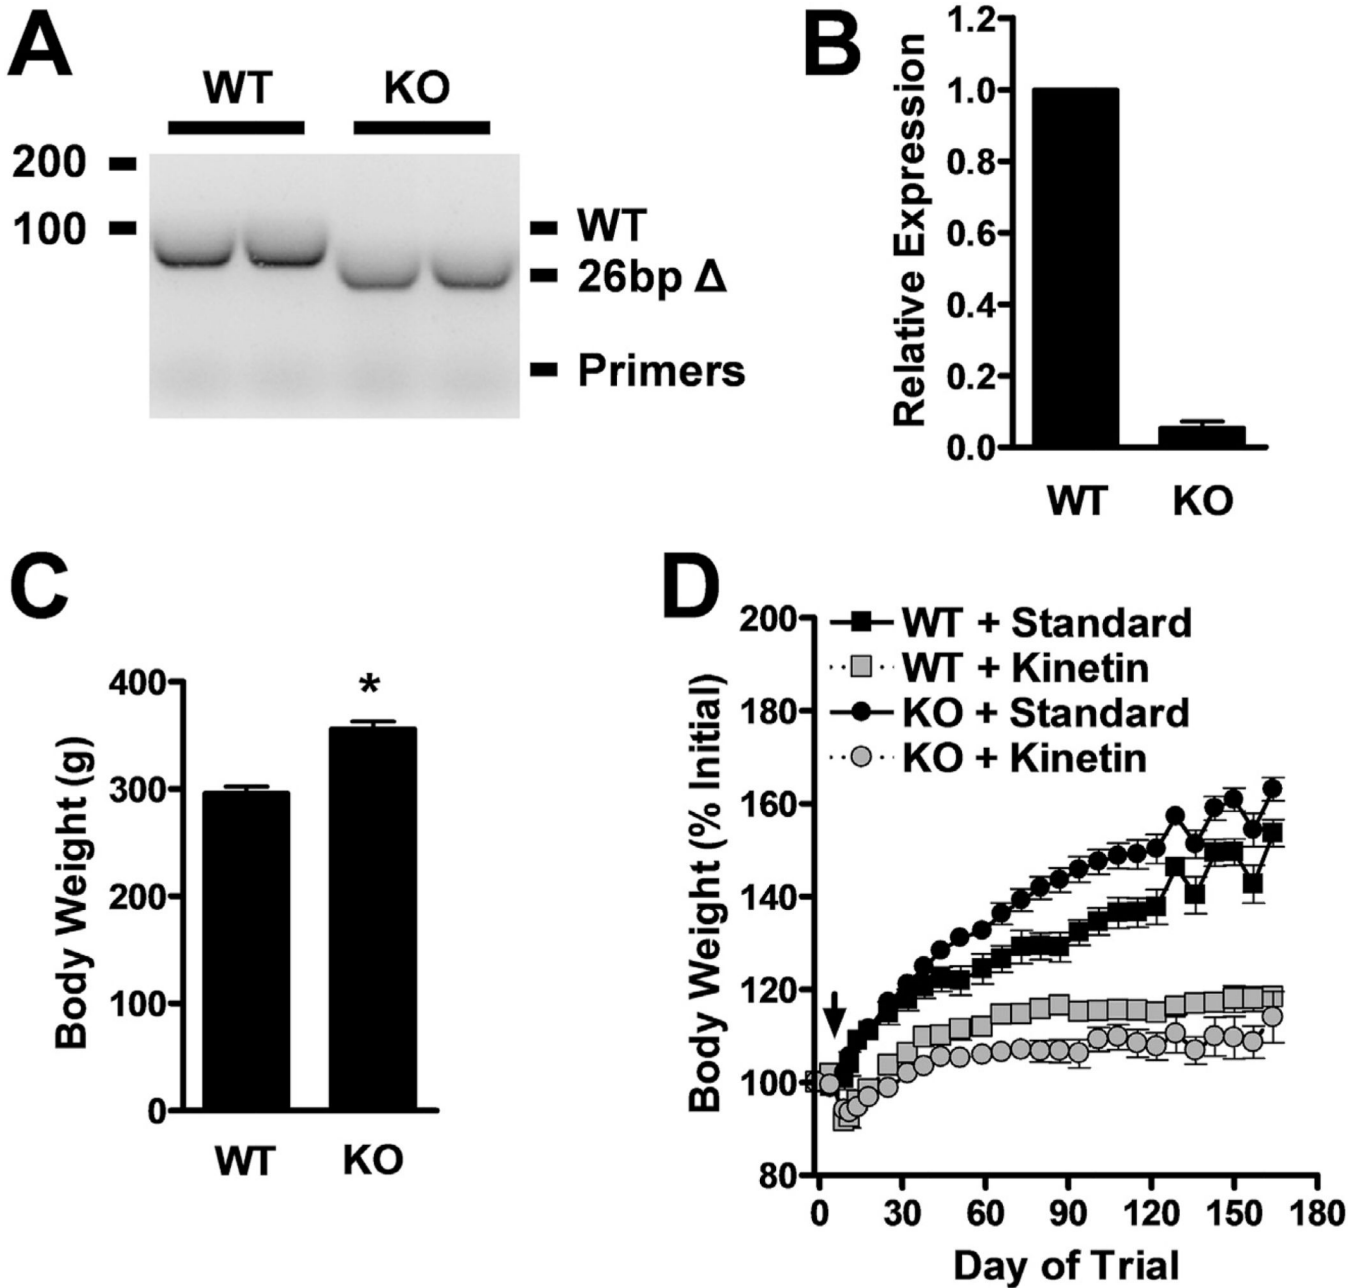 A
WT KO
200
100
WT
26bp Δ
Primers
B
Relative Expression
1.2
1.0
0.8
0.6
0.4
0.2
0.0
WT KO
C
Body Weight (g)
400
300
200
100
0
*
WT KO
D
Body Weight (% Initial)
200
180
160
140
120
100
80
WT + Standard
WT + Kinetin
KO + Standard
KO + Kinetin
0 30 60 90 120 150 180
Day of Trial